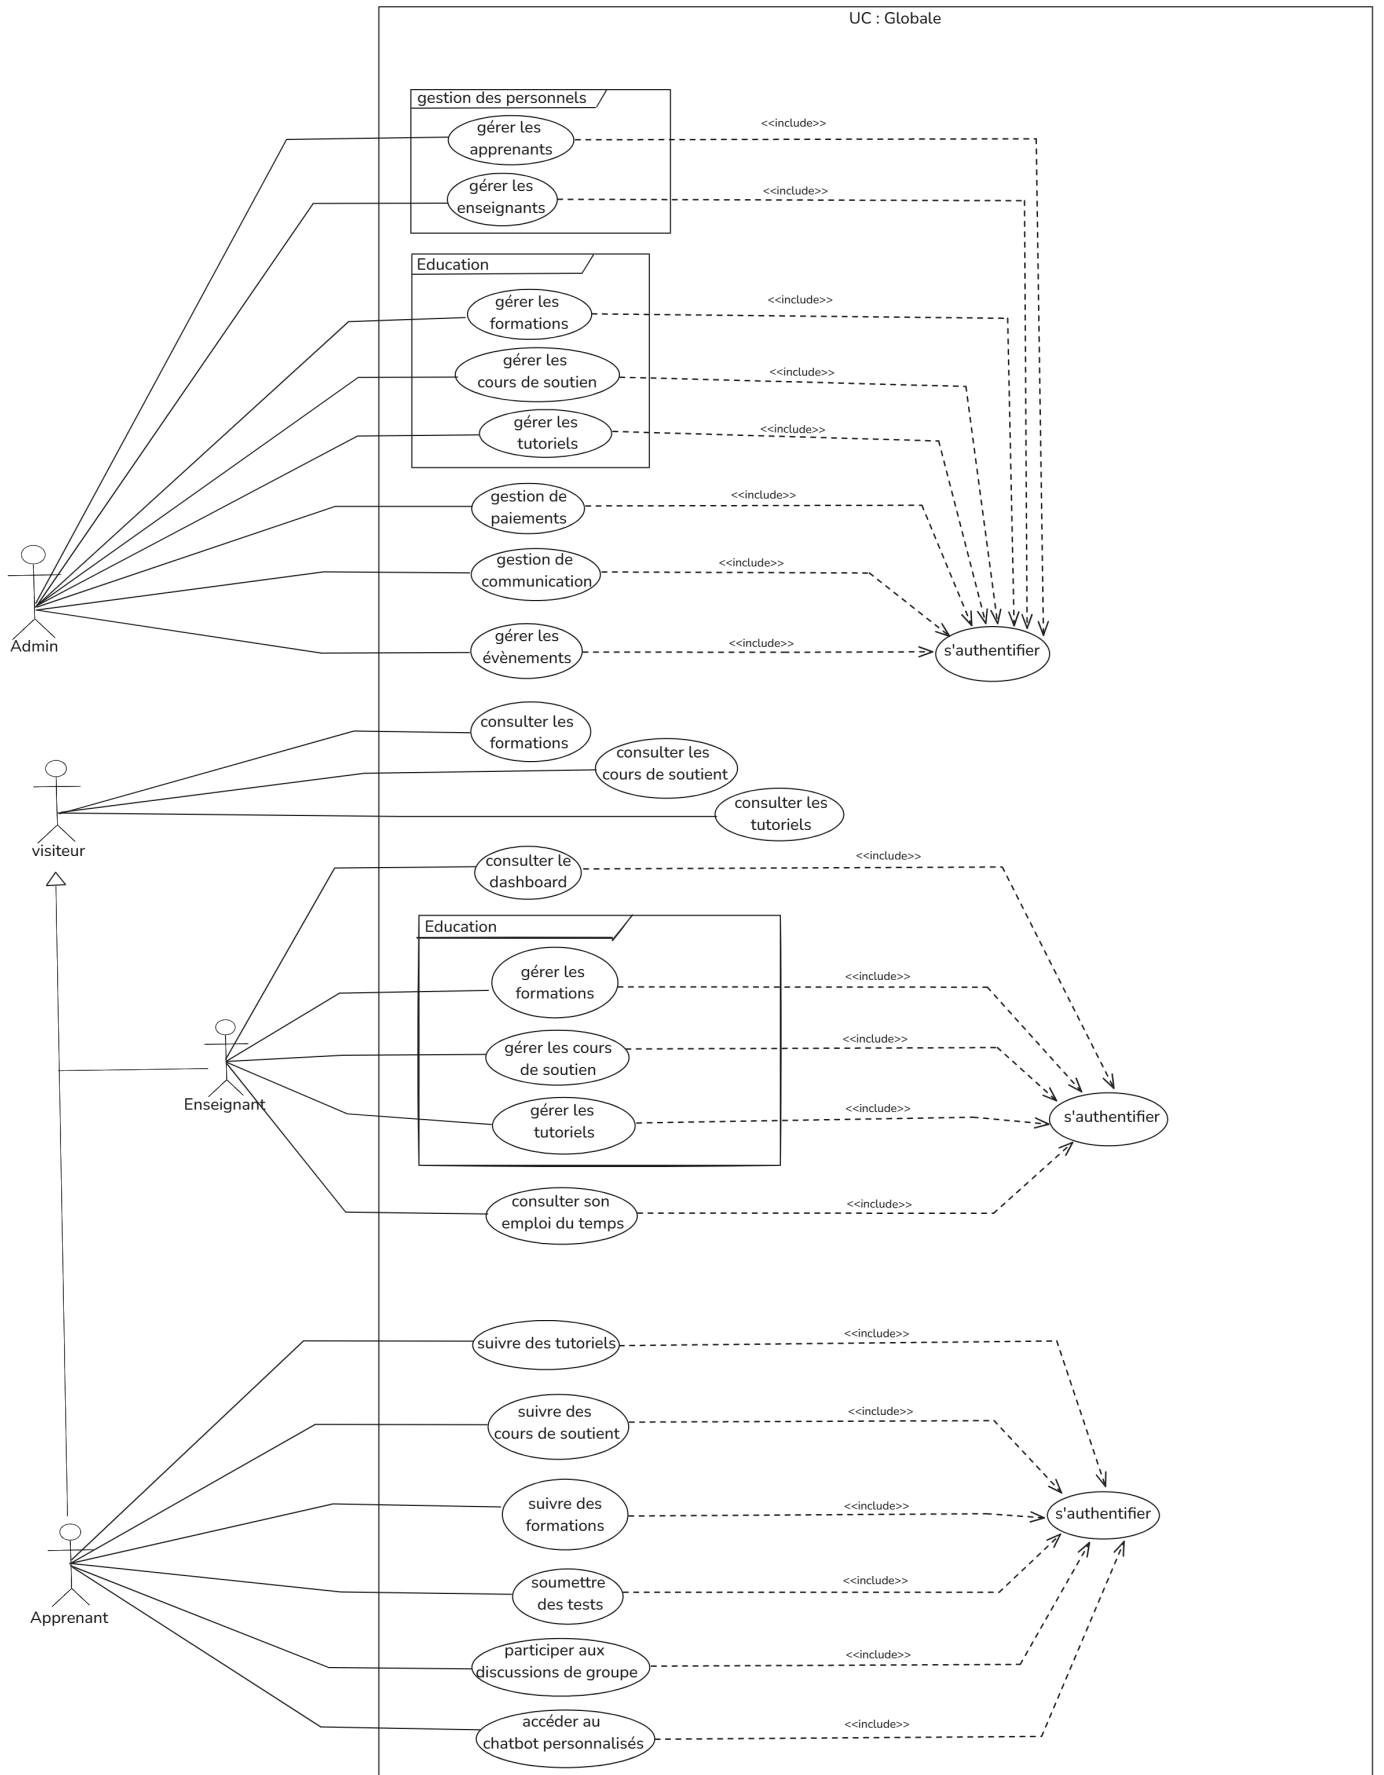 UC : Globale
gestion des personnels
gérer les
apprenants
<<include>>
gérer les
enseignants
<<include>>
Education
gérer les
formations
<<include>>
gérer les
cours de soutien
<<include>>
gérer les
tutoriels
<<include>>
gestion de
paiements
<<include>>
gestion de
communication
<<include>>
Admin
gérer les
évènements
<<include>>
s'authentifier
consulter les
formations
consulter les
cours de soutient
consulter les
tutoriels
visiteur
consulter le
dashboard
<<include>>
Education
gérer les
formations
<<include>>
gérer les cours
de soutien
<<include>>
Enseignant
gérer les
tutoriels
<<include>>
s'authentifier
consulter son
emploi du temps
<<include>>
suivre des tutoriels
<<include>>
suivre des
cours de soutient
<<include>>
suivre des
formations
<<include>>
s'authentifier
soumettre
des tests
<<include>>
Apprenant
participer aux
discussions de groupe
<<include>>
accéder au
chatbot personnalisés
<<include>>